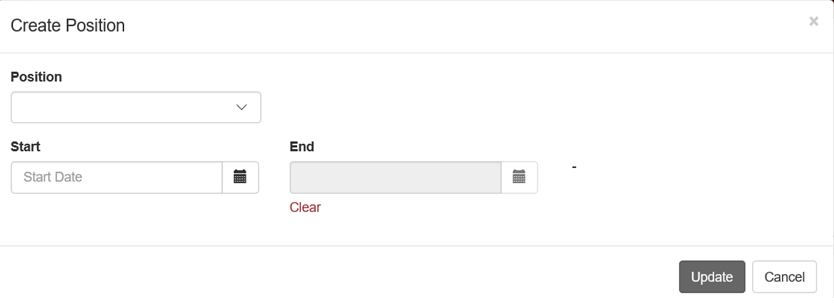 Create Position ×
Position
Start End
Start Date -
Clear
Update Cancel